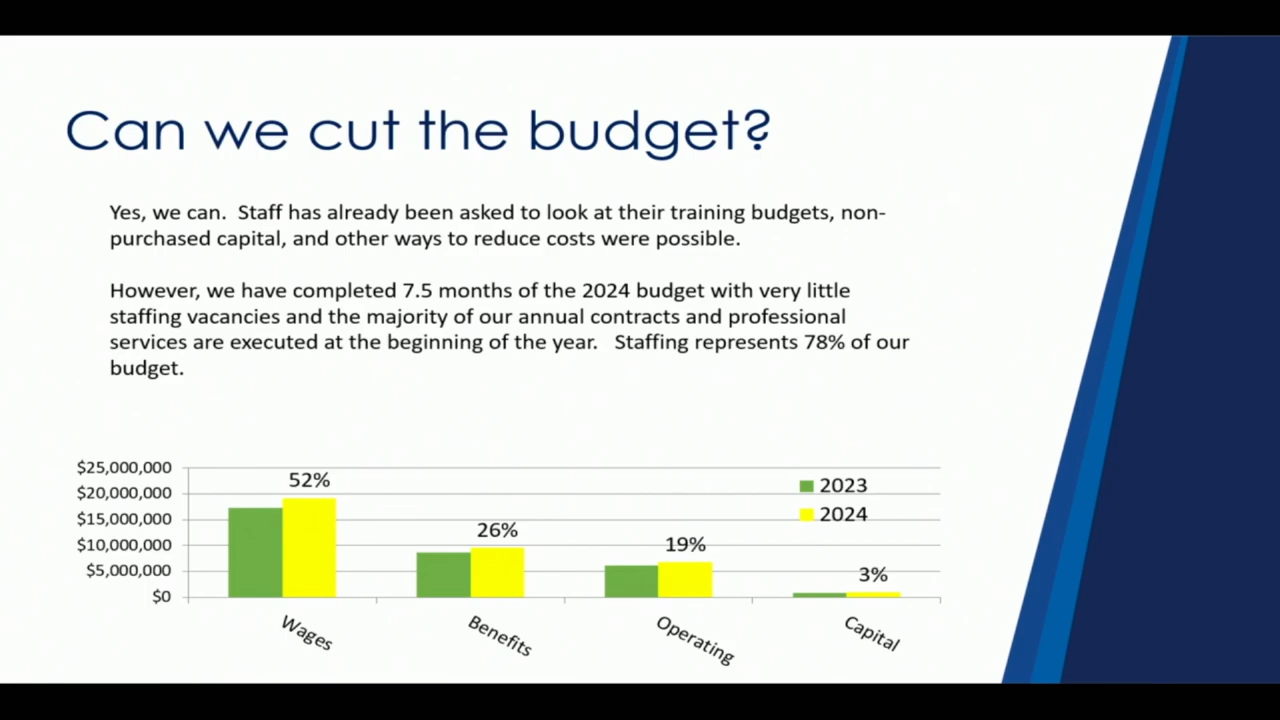 Can we cut the budget?
Yes, we can.  Staff has already been asked to look at their training budgets, non-
purchased capital, and other ways to reduce costs were possible.
However, we have completed 7.5 months of the 2024 budget with very little
staffing vacancies and the majority of our annual contracts and professional
services are executed at the beginning of the year.   Staffing represents 78% of our
budget.
$25,000,000
$20,000,000
$15,000,000
$10,000,000
$5,000,000
$0
52%
26%
19%
3%
2023
2024
Wages
Benefits
Operating
Capital